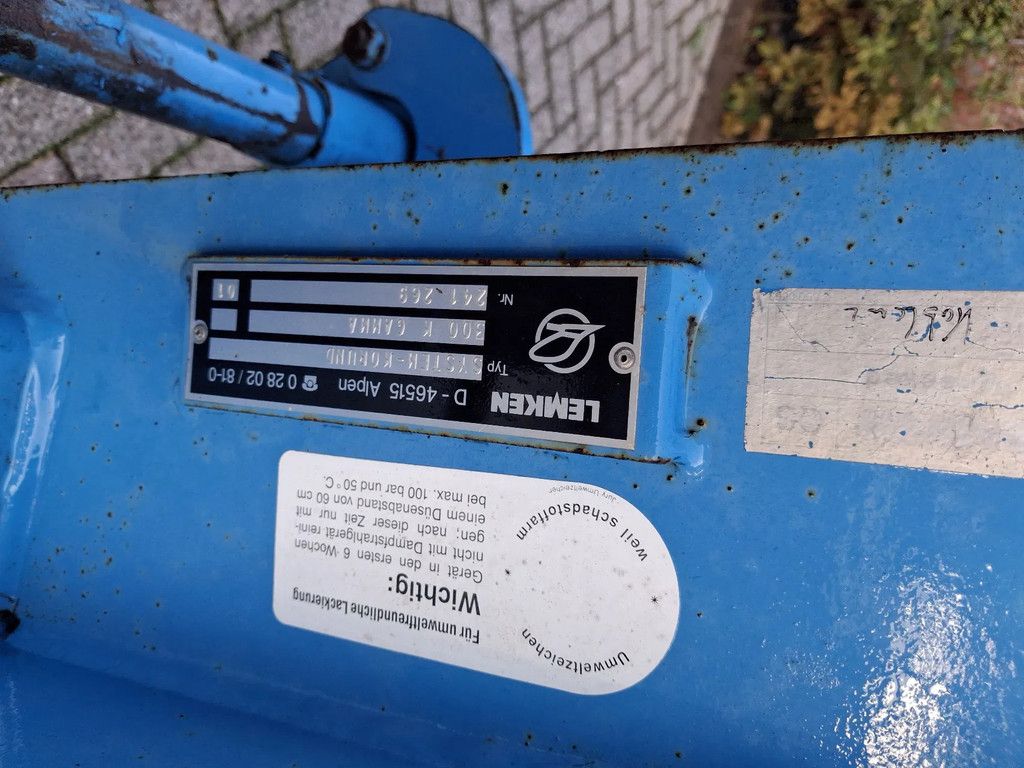 LEMKEN
D - 46515 Alpen ☎ 0 28 02 / 81-0
Typ SYSTEM-KORUND
300 K GAMMA
Nr. 241 269 01
Für umweltfreundliche Lackierung
Wichtig:
Gerät in den ersten 6 Wochen
nicht mit Dampfstrahlgerät reini-
gen; nach dieser Zeit nur mit
einem Düsenabstand von 60 cm
bei max. 100 bar und 50°C.
Umweltzeichen
weil schadstoffarm
Jury Umweltzeichen